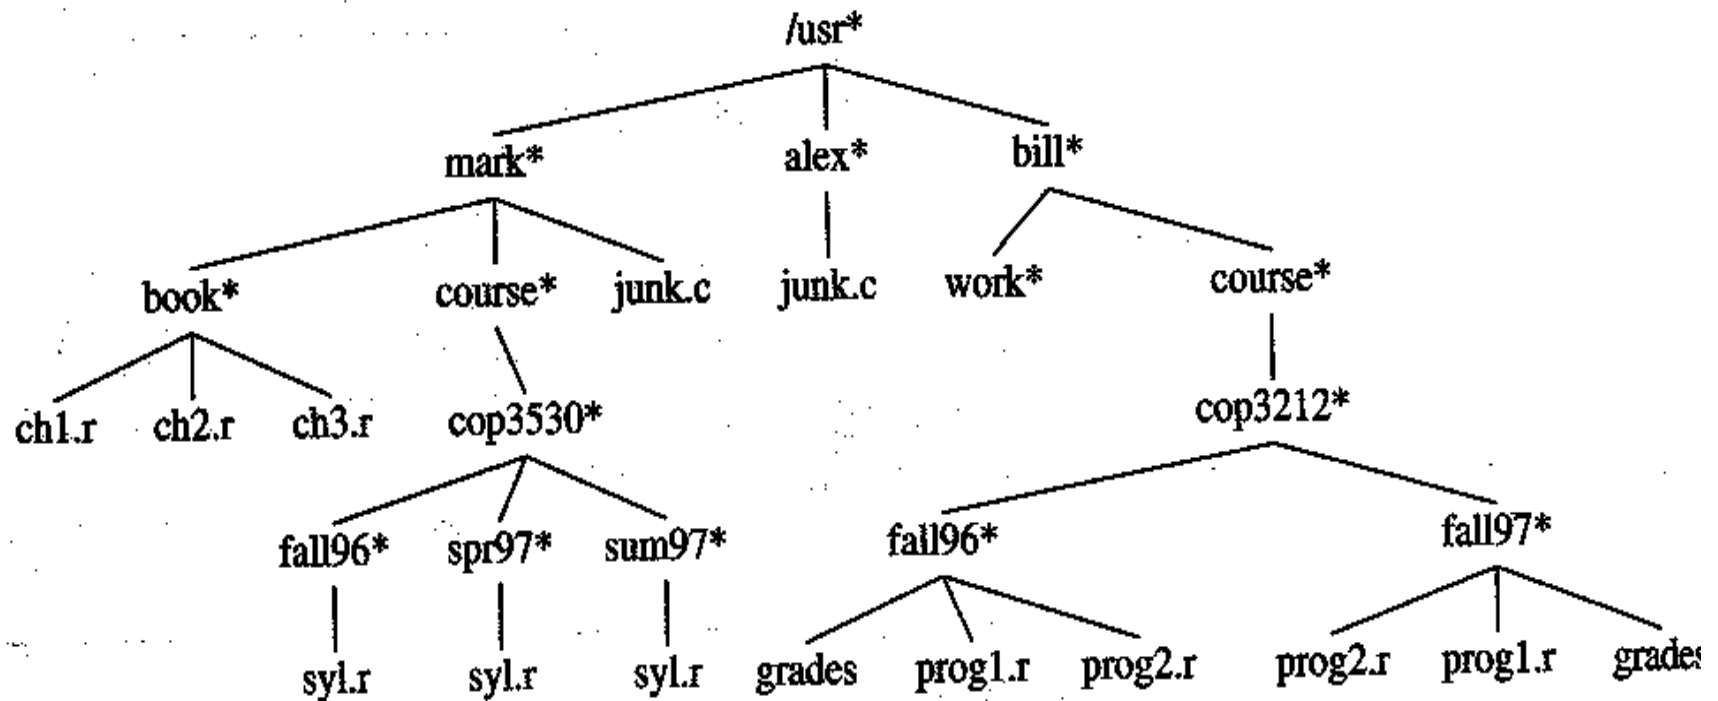 /usr*
mark* alex* bill*
book* course* junk.c junk.c work* course*
ch1.r ch2.r ch3.r cop3530* cop3212*
fall96* spr97* sum97* fall96* fall97*
syl.r syl.r syl.r grades prog1.r prog2.r prog2.r prog1.r grades